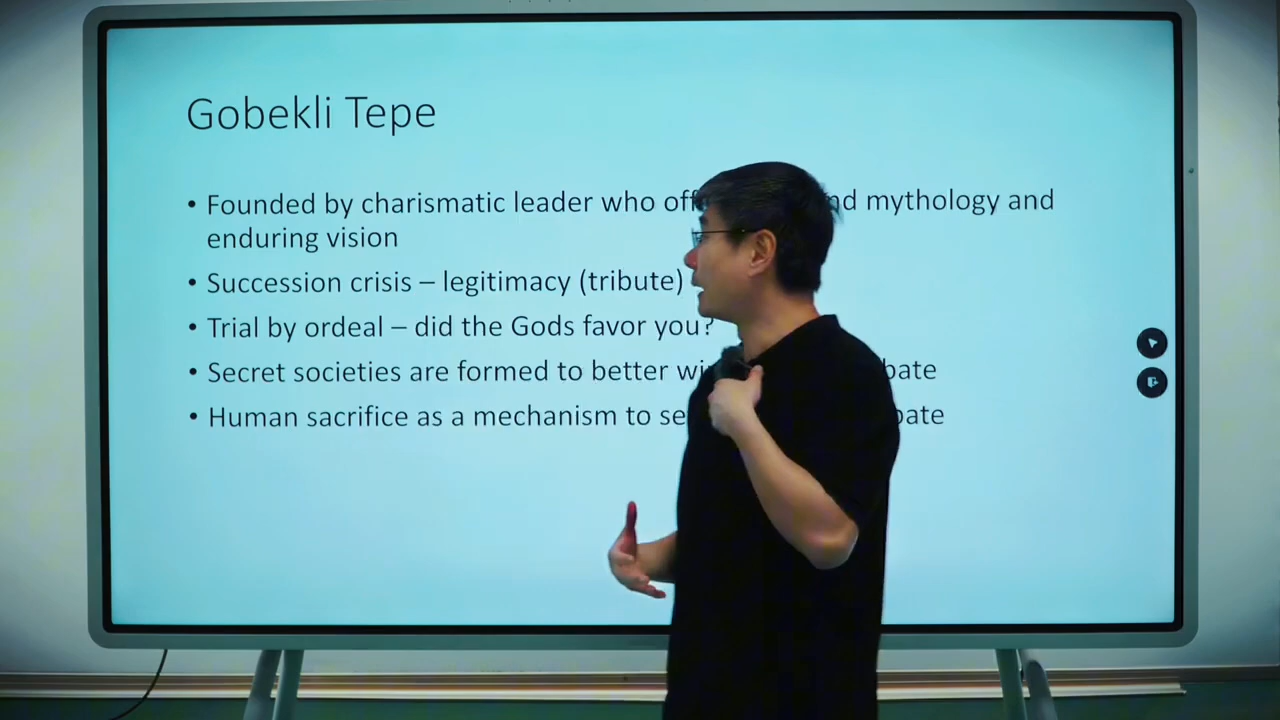 Gobekli Tepe
• Founded by charismatic leader who off nd mythology and
enduring vision
• Succession crisis – legitimacy (tribute)
• Trial by ordeal – did the Gods favor you?
• Secret societies are formed to better wi bate
• Human sacrifice as a mechanism to se bate